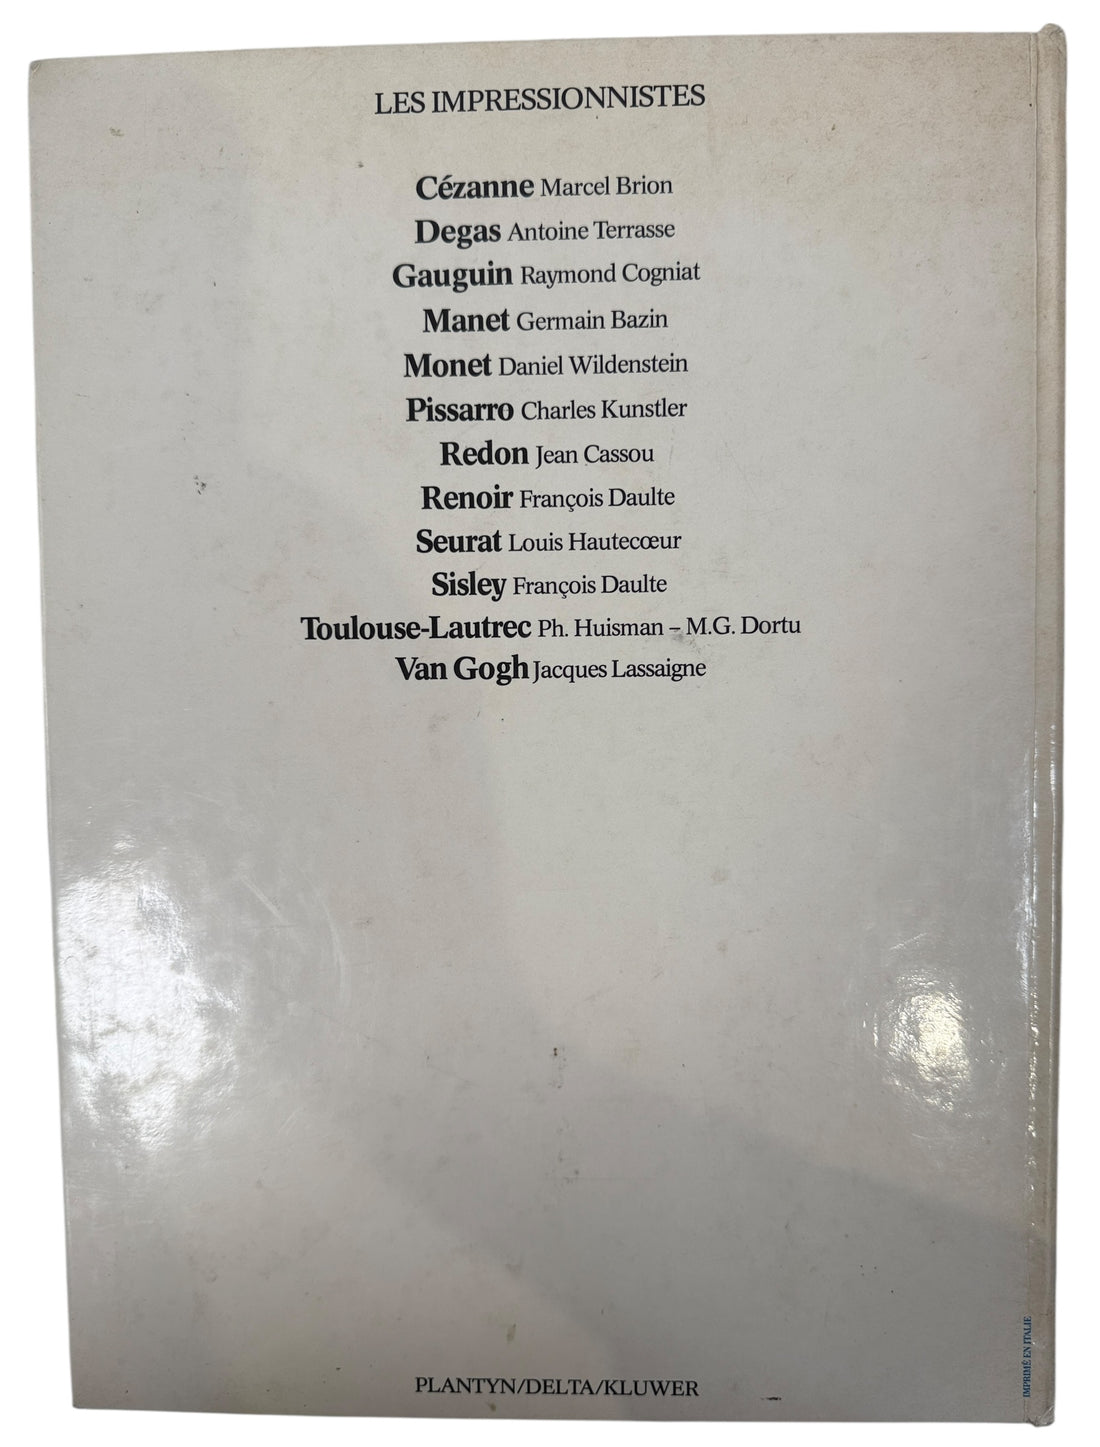 LES IMPRESSIONNISTES
Cézanne Marcel Brion
Degas Antoine Terrasse
Gauguin Raymond Cogniat
Manet Germain Bazin
Monet Daniel Wildenstein
Pissarro Charles Kunstler
Redon Jean Cassou
Renoir François Daulte
Seurat Louis Hautecœur
Sisley François Daulte
Toulouse-Lautrec Ph. Huisman – M.G. Dortu
Van Gogh Jacques Lassaigne
PLANTYN/DELTA/KLUWER
IMPRIMÉ EN ITALIE